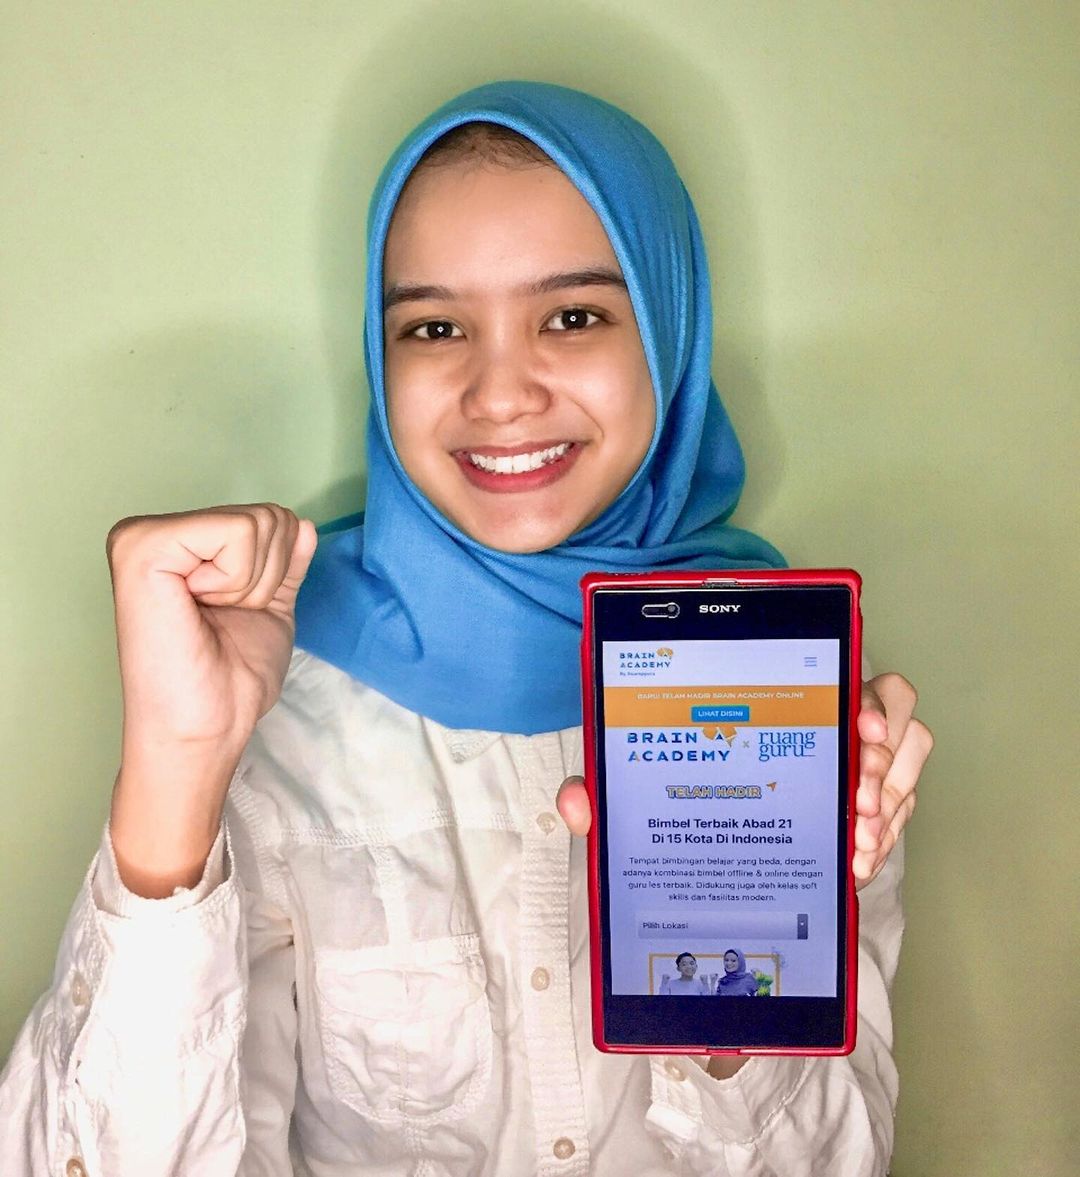 SONY
BRAIN
ACADEMY
By Ruangguru
BARU! TELAH HADIR BRAIN ACADEMY ONLINE
LIHAT DISINI
BRAIN
ACADEMY
x
ruang
guru
TELAH HADIR
Bimbel Terbaik Abad 21
Di 15 Kota Di Indonesia
Tempat bimbingan belajar yang beda, dengan
adanya kombinasi bimbel offline & online dengan
guru les terbaik. Didukung juga oleh kelas soft
skills dan fasilitas modern.
Pilih Lokasi